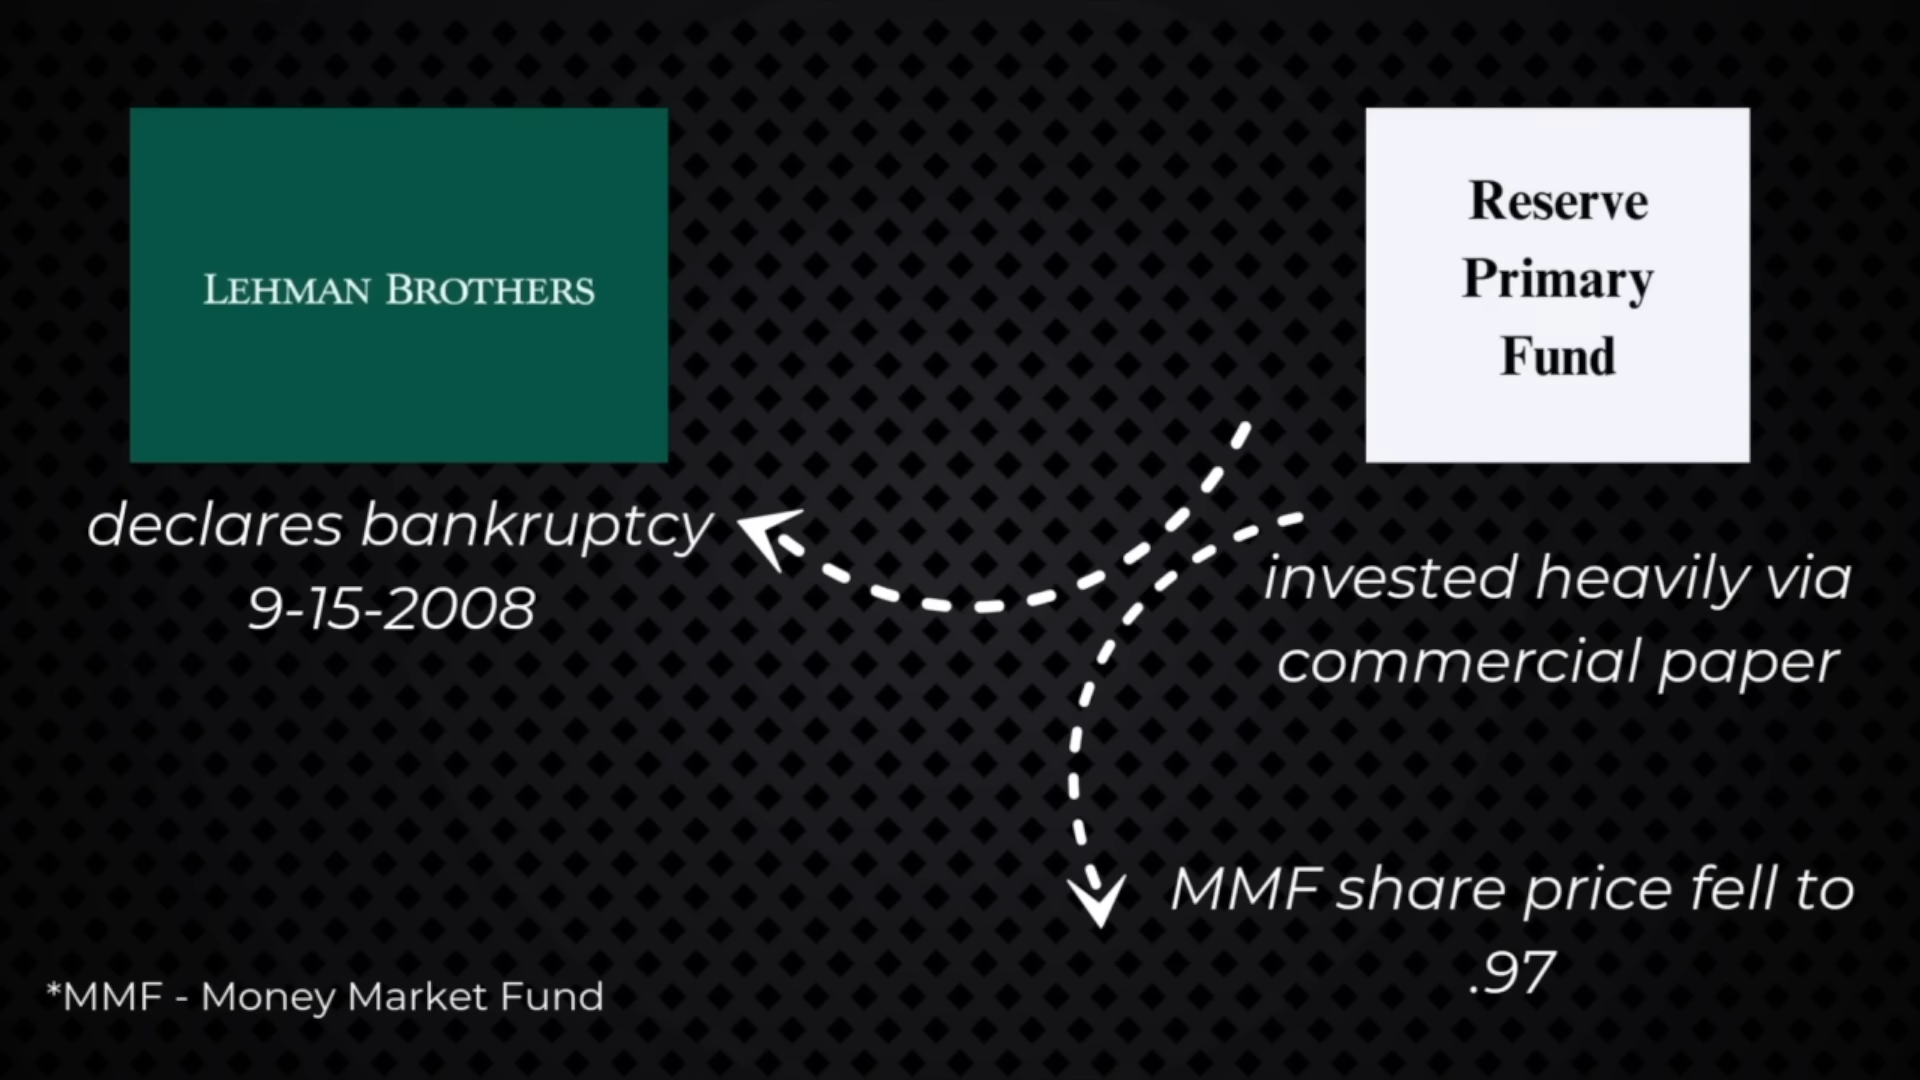 LEHMAN BROTHERS
declares bankruptcy
9-15-2008
Reserve
Primary
Fund
invested heavily via
commercial paper
MMF share price fell to
.97
*MMF - Money Market Fund